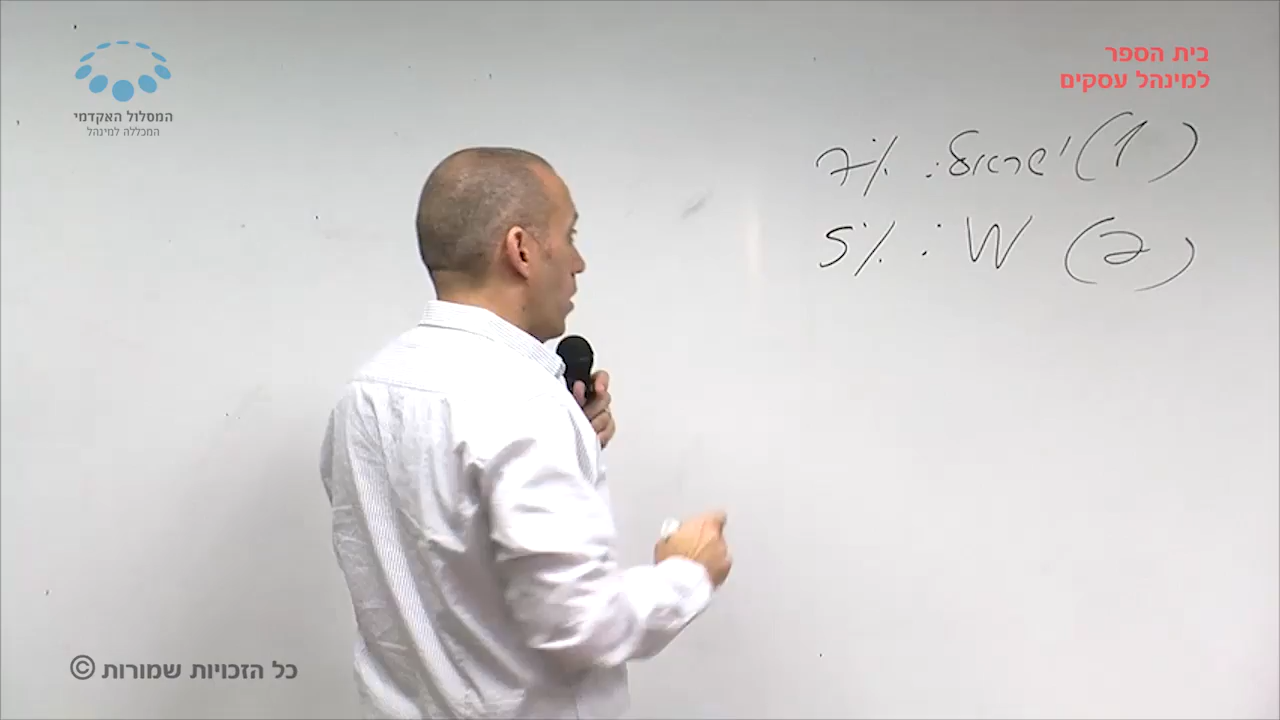 המסלול האקדמי
המכללה למינהל
בית הספר
למינהל עסקים
(1) ישראל: 7%
(2) W: 5%
כל הזכויות שמורות ©